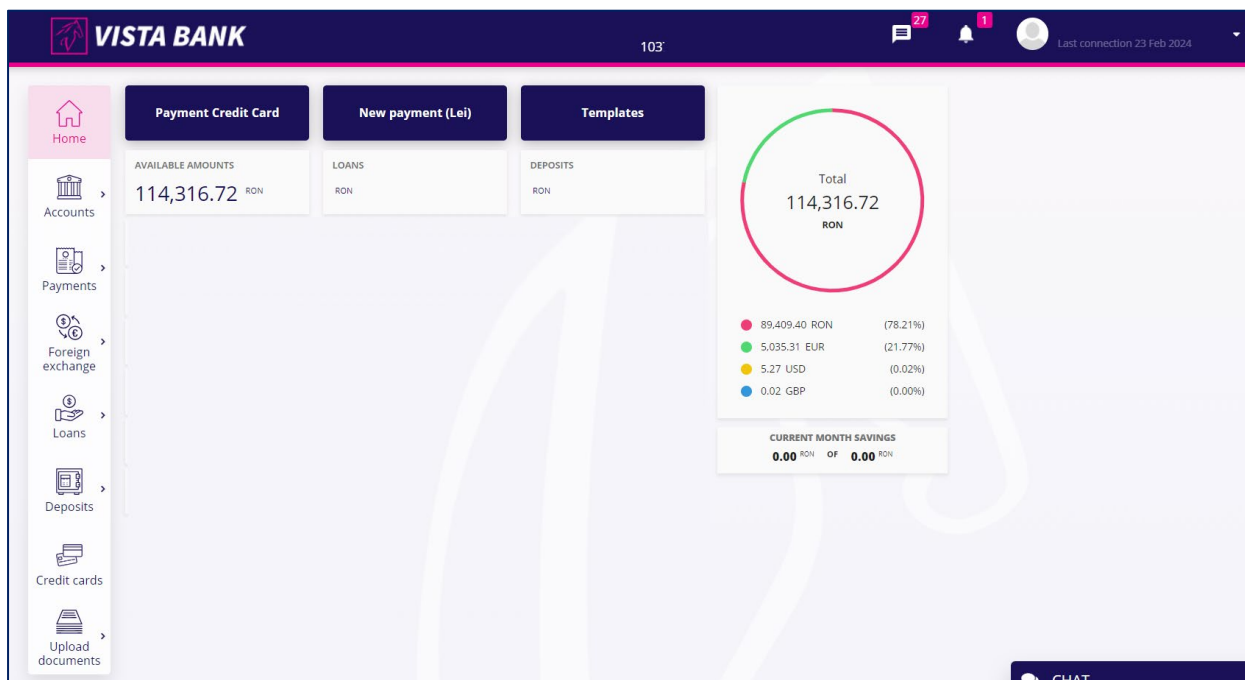 VISTA BANK
103
27
1
Last connection 23 Feb 2024
Home
Accounts
Payments
Foreign
exchange
Loans
Deposits
Credit cards
Upload
documents
Payment Credit Card
New payment (Lei)
Templates
AVAILABLE AMOUNTS
114,316.72 RON
LOANS
RON
DEPOSITS
RON
Total
114,316.72
RON
89,409.40 RON (78.21%)
5,035.31 EUR (21.77%)
5.27 USD (0.02%)
0.02 GBP (0.00%)
CURRENT MONTH SAVINGS
0.00 RON OF 0.00 RON
CHAT